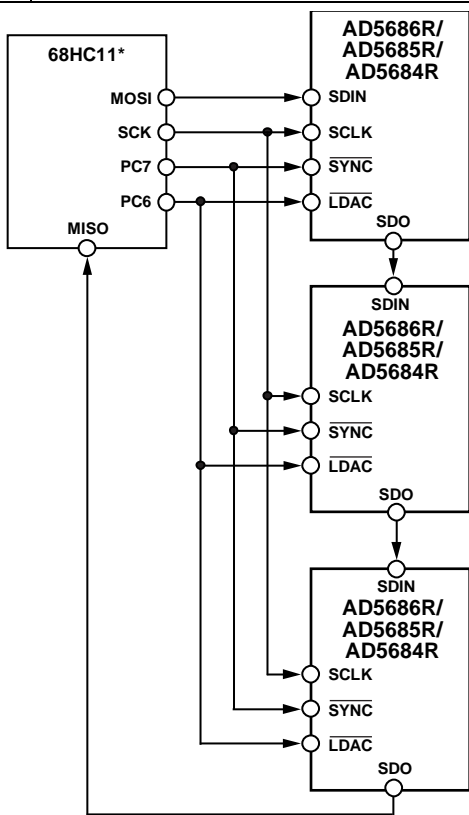 68HC11*
MOSI
SCK
PC7
PC6
MISO
AD5686R/
AD5685R/
AD5684R
SDIN
SCLK
SYNC
LDAC
SDO
SDIN
AD5686R/
AD5685R/
AD5684R
SCLK
SYNC
LDAC
SDO
SDIN
AD5686R/
AD5685R/
AD5684R
SCLK
SYNC
LDAC
SDO